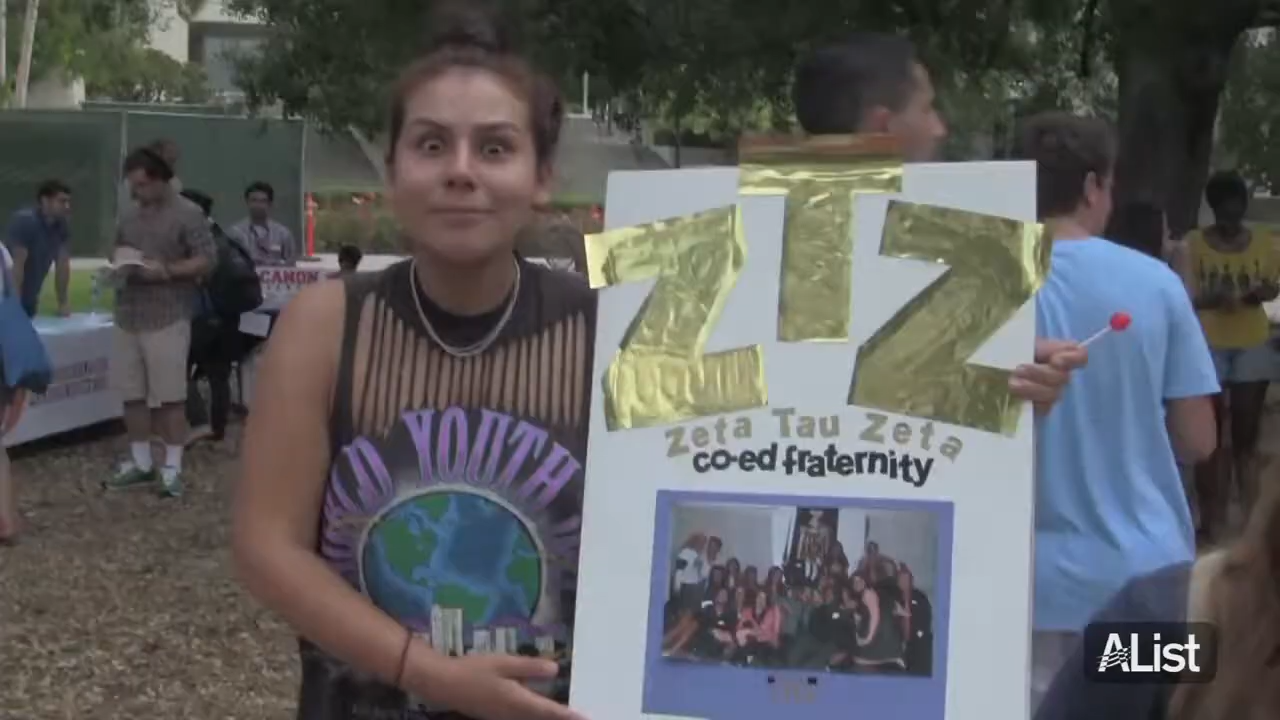 CANON
ZTZ
Zeta Tau Zeta
co-ed fraternity
YOUTH
AList